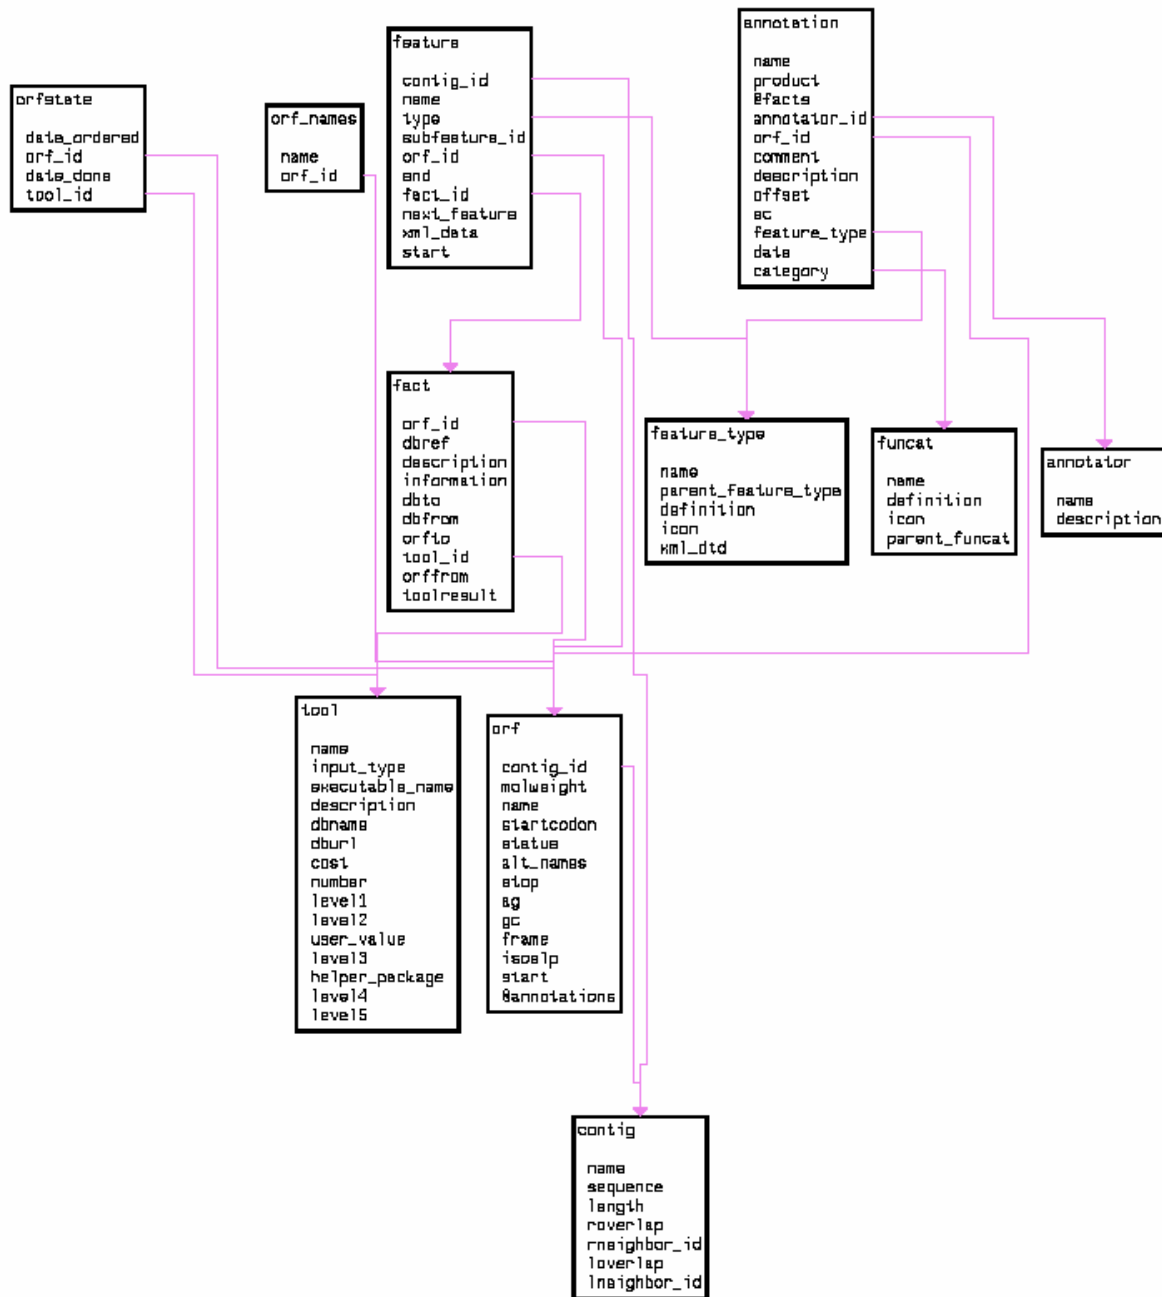 annotation
name
product
@facts
annotator_id
orf_id
comment
description
offset
ec
feature_type
date
category
feature
contig_id
name
type
subfeature_id
orf_id
end
fact_id
next_feature
xml_data
start
orfstate
date_ordered
orf_id
date_done
tool_id
orf_names
name
orf_id
fact
orf_id
dbref
description
information
dbto
dbfrom
orfto
tool_id
orffrom
toolresult
feature_type
name
parent_feature_type
definition
icon
xml_dtd
funcat
name
definition
icon
parent_funcat
annotator
name
description
tool
name
input_type
executable_name
description
dbname
dburl
cost
number
level1
level2
user_value
level3
helper_package
level4
level5
orf
contig_id
molweight
name
startcodon
status
alt_names
stop
ag
gc
frame
isoelp
start
@annotations
contig
name
sequence
length
roverlap
rneighbor_id
loverlap
lneighbor_id